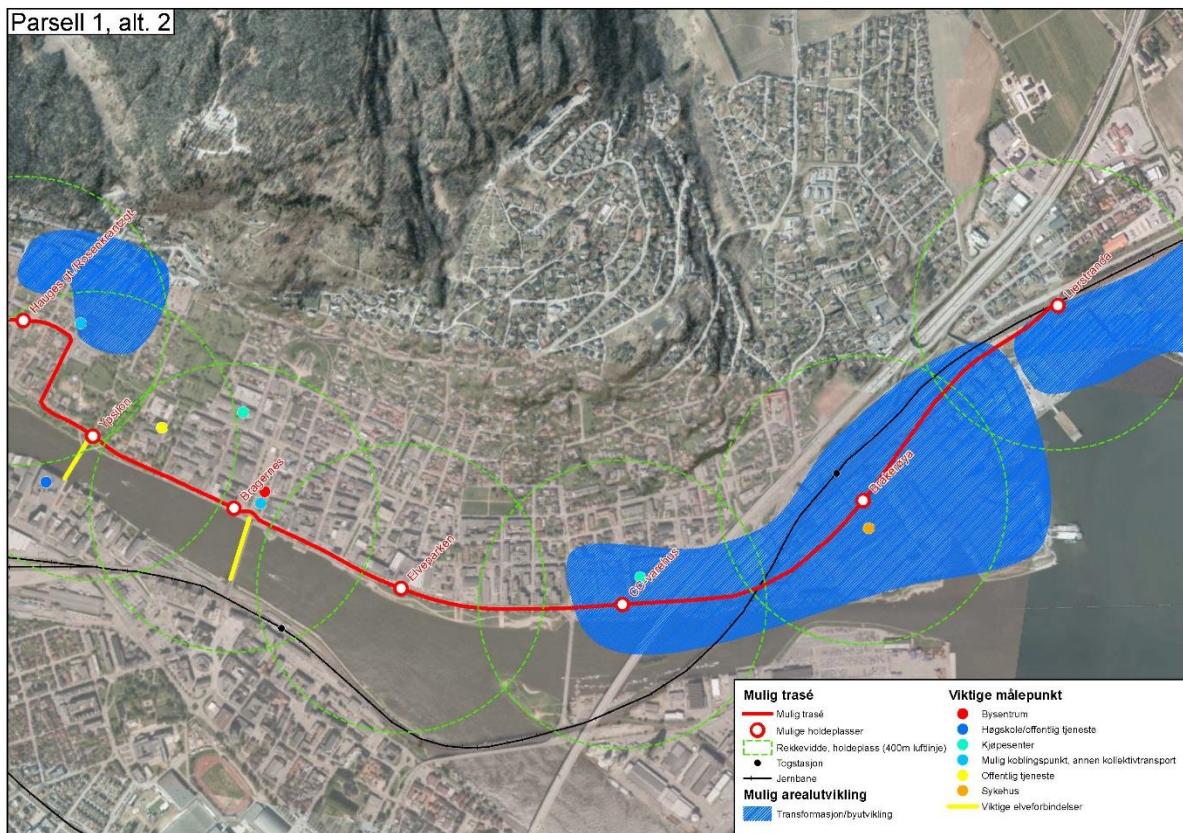 Parsell 1, alt. 2
Hauges gt./Rosenkrantzgt.
Ypsilon
Bragernes
Elveparken
CC-varehus
Brakerøya
Lierstranda
Mulig trasé
Mulig trasé
Mulige holdeplasser
Rekkevidde, holdeplass (400m luftlinje)
Togstasjon
Jernbane
Mulig arealutvikling
Transformasjon/byutvikling
Viktige målepunkt
Bysentrum
Høgskole/offentlig tjeneste
Kjøpesenter
Mulig koblingspunkt, annen kollektivtransport
Offentlig tjeneste
Sykehus
Viktige elveforbindelser